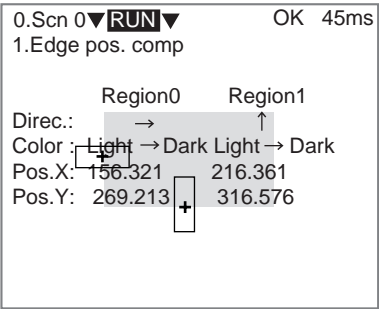 0.Scn 0▼ RUN ▼ OK 45ms
1.Edge pos. comp
Region0 Region1
Direc.: → ↑
Color : Light → Dark Light → Dark
Pos.X: 156.321 216.361
Pos.Y: 269.213 316.576